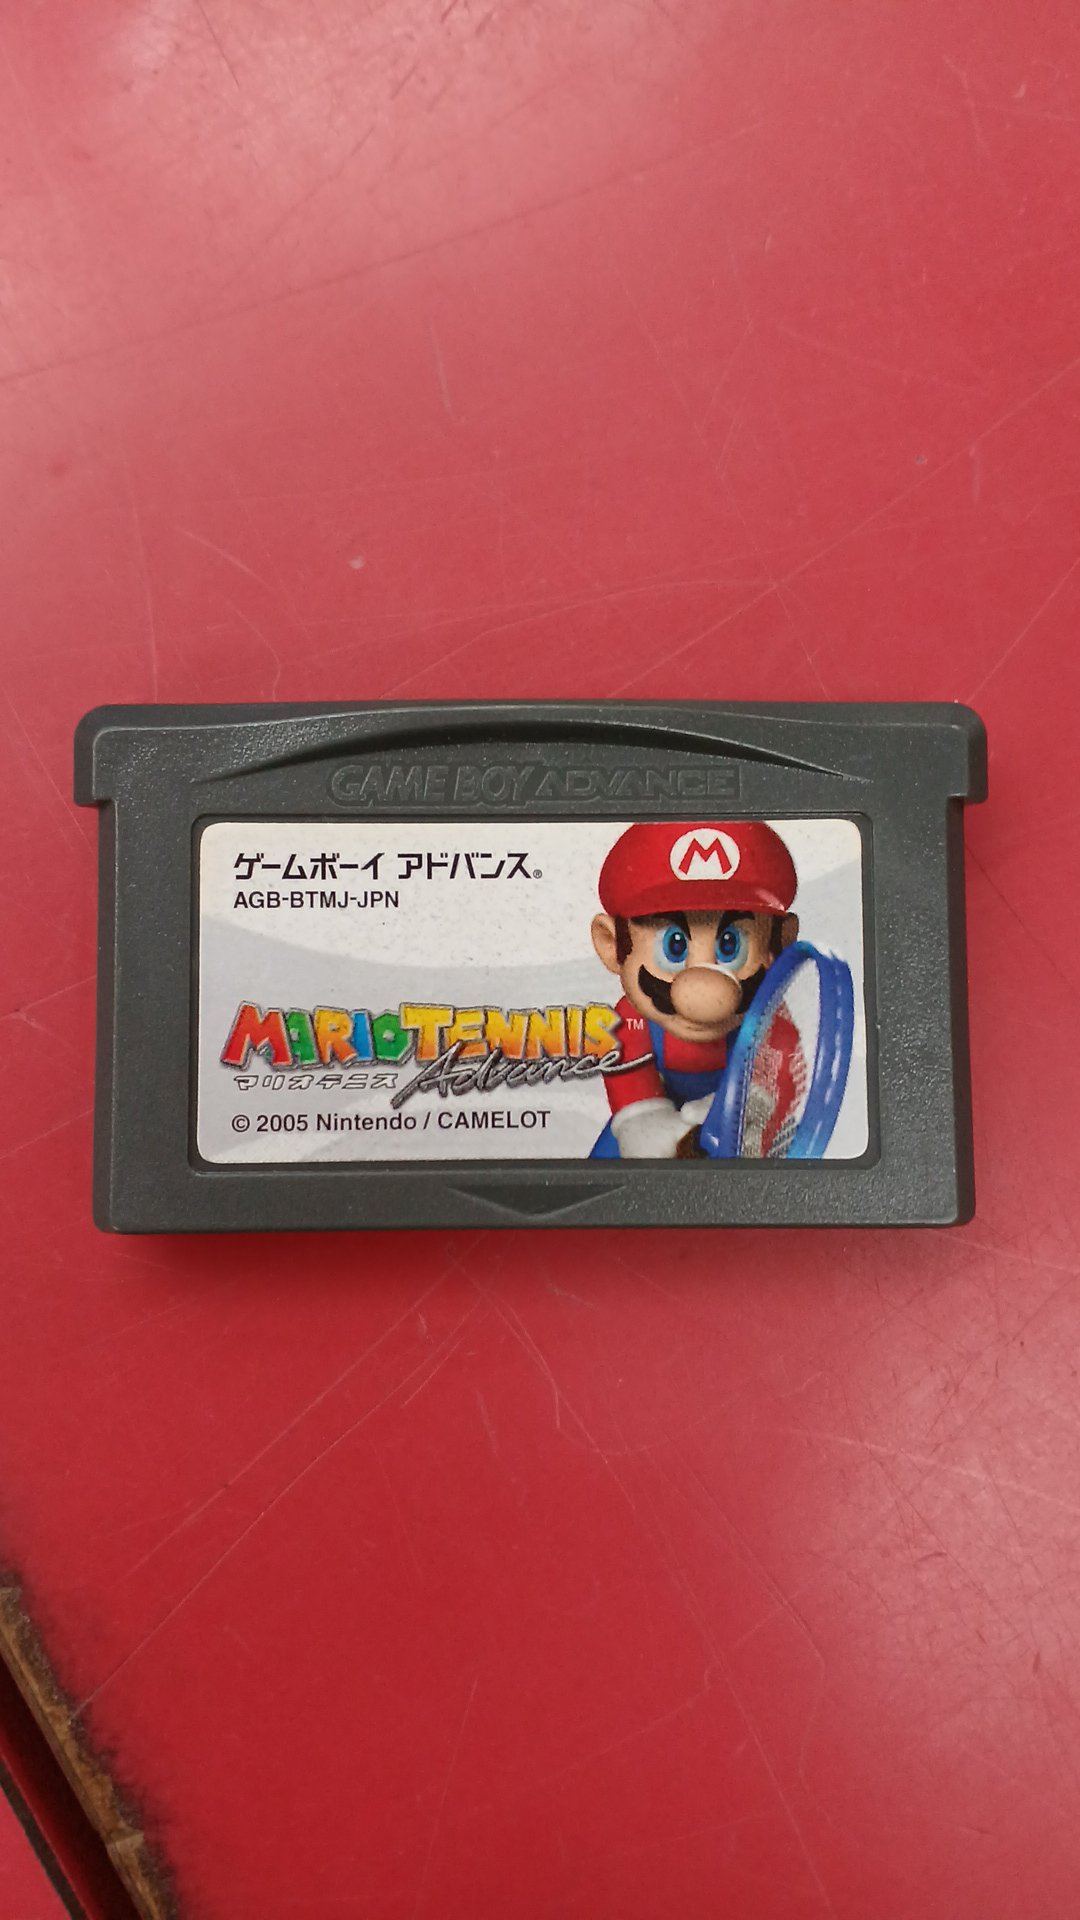 GAME BOY ADVANCE
ゲームボーイ アドバンス®
AGB-BTMJ-JPN
M
MARIO TENNIS™
マリオテニス Advance
© 2005 Nintendo / CAMELOT